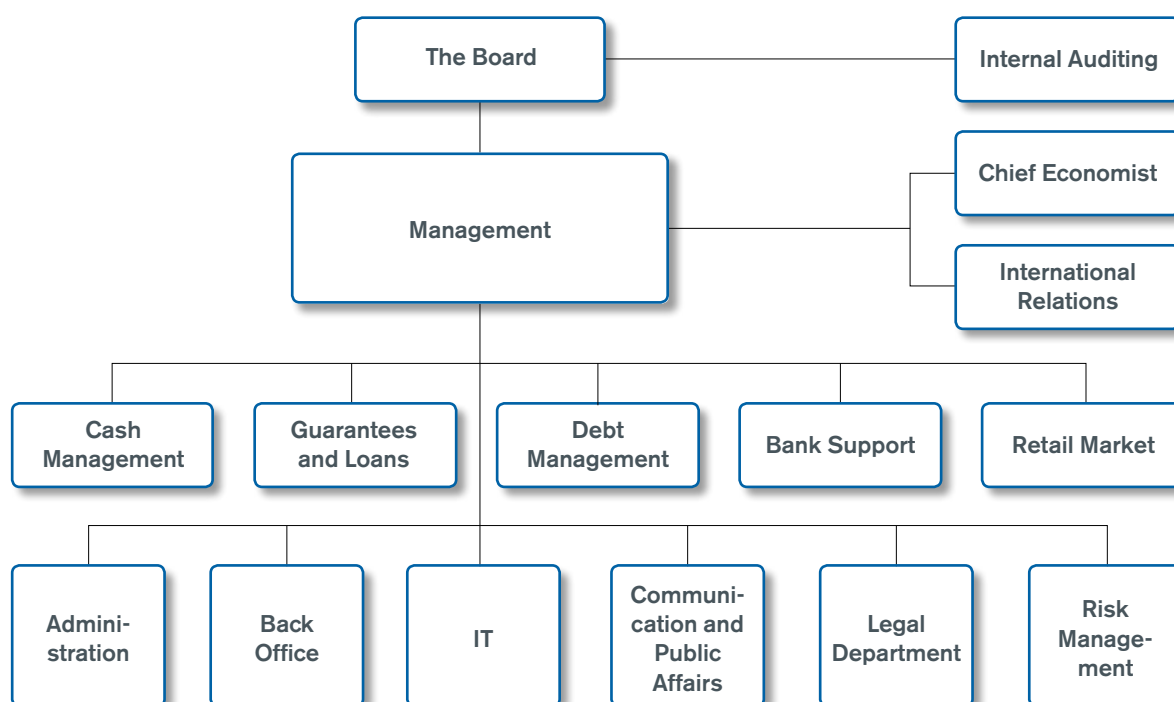 The Board
Internal Auditing
Chief Economist
Management
International
Relations
Cash
Management
Guarantees
and Loans
Debt
Management
Bank Support
Retail Market
Admini-
stration
Back
Office
IT
Communi-
cation and
Public
Affairs
Legal
Department
Risk
Manage-
ment